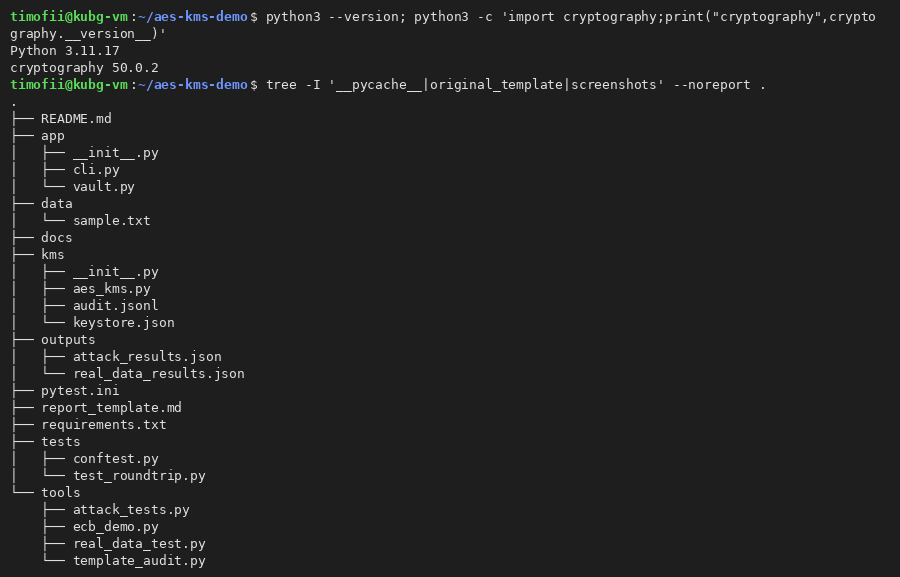 timofii@kubg-vm:~/aes-kms-demo$ python3 --version; python3 -c 'import cryptography;print("cryptography",crypto
graphy.__version__)'
Python 3.11.17
cryptography 50.0.2
timofii@kubg-vm:~/aes-kms-demo$ tree -I '__pycache__|original_template|screenshots' --noreport .
.
├── README.md
├── app
│   ├── __init__.py
│   ├── cli.py
│   └── vault.py
├── data
│   └── sample.txt
├── docs
├── kms
│   ├── __init__.py
│   ├── aes_kms.py
│   ├── audit.jsonl
│   └── keystore.json
├── outputs
│   ├── attack_results.json
│   └── real_data_results.json
├── pytest.ini
├── report_template.md
├── requirements.txt
├── tests
│   ├── conftest.py
│   └── test_roundtrip.py
└── tools
    ├── attack_tests.py
    ├── ecb_demo.py
    ├── real_data_test.py
    └── template_audit.py